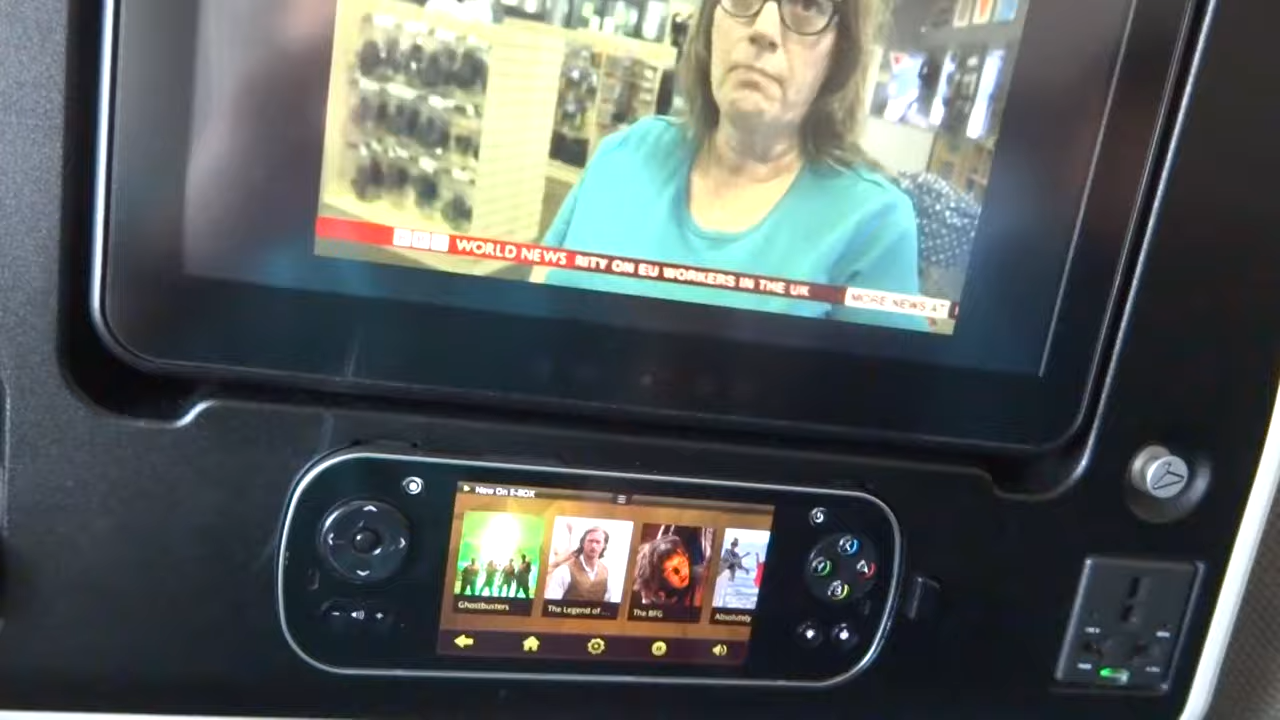 BBC WORLD NEWS RITY ON EU WORKERS IN THE UK MORE NEWS AT
New On E-BOX
Ghostbusters
The Legend of ...
The BFG
Absolutely
X
Y
A
B